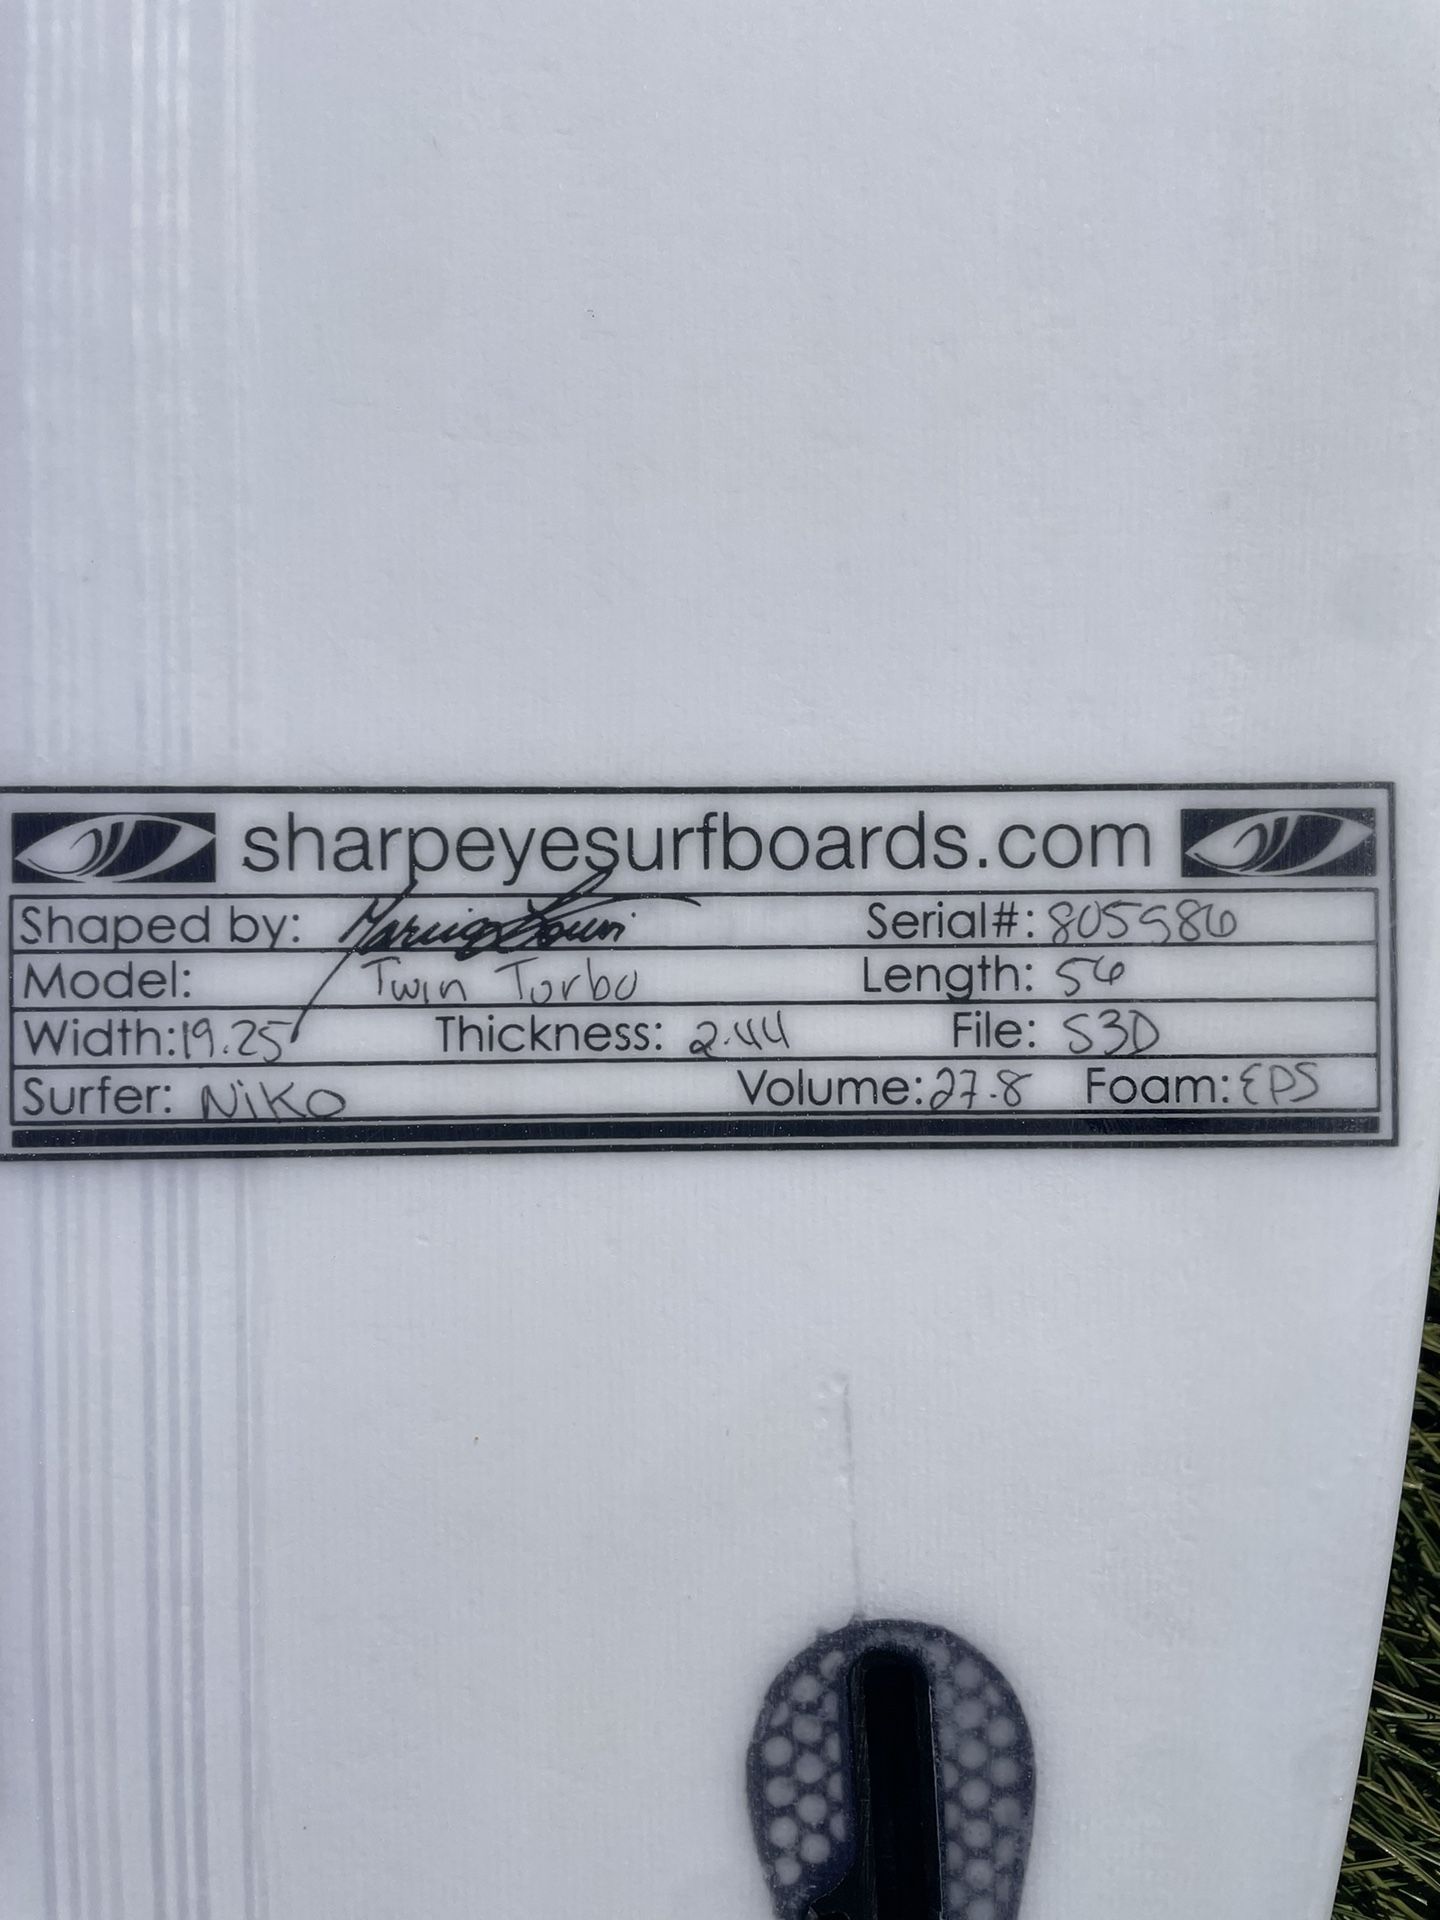 sharpeyesurfboards.com
Shaped by: Serial#: 805586
Model: Twin Turbo Length: 56
Width: 19.25 Thickness: 2.44 File: S3D
Surfer: NiKO Volume: 27.8 Foam: EPS